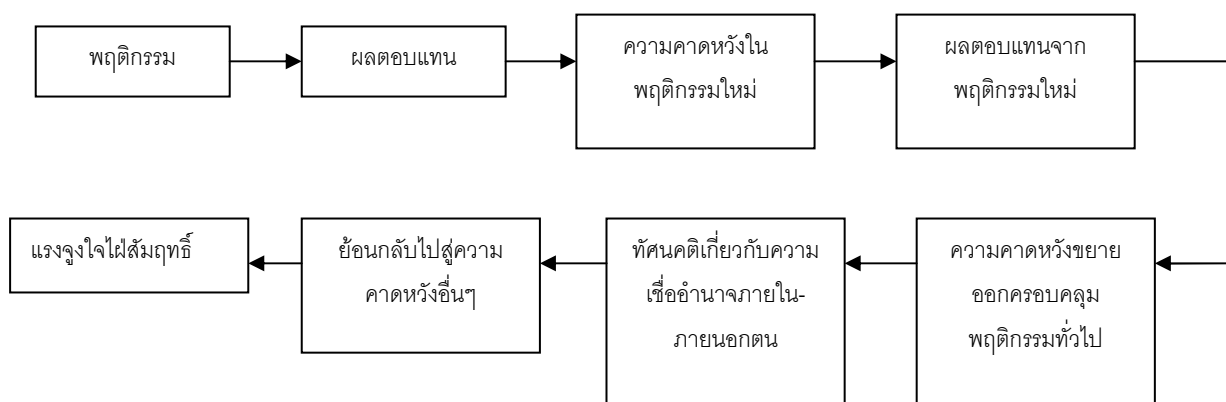 พฤติกรรม
ผลตอบแทน
ความคาดหวังใน
พฤติกรรมใหม่
ผลตอบแทนจาก
พฤติกรรมใหม่
แรงจูงใจไฝ่สัมฤทธิ์
ย้อนกลับไปสู่ความ
คาดหวังอื่นๆ
ทัศนคติเกี่ยวกับความ
เชื่ออำนาจภายใน-
ภายนอกตน
ความคาดหวังขยาย
ออกครอบคลุม
พฤติกรรมทั่วไป